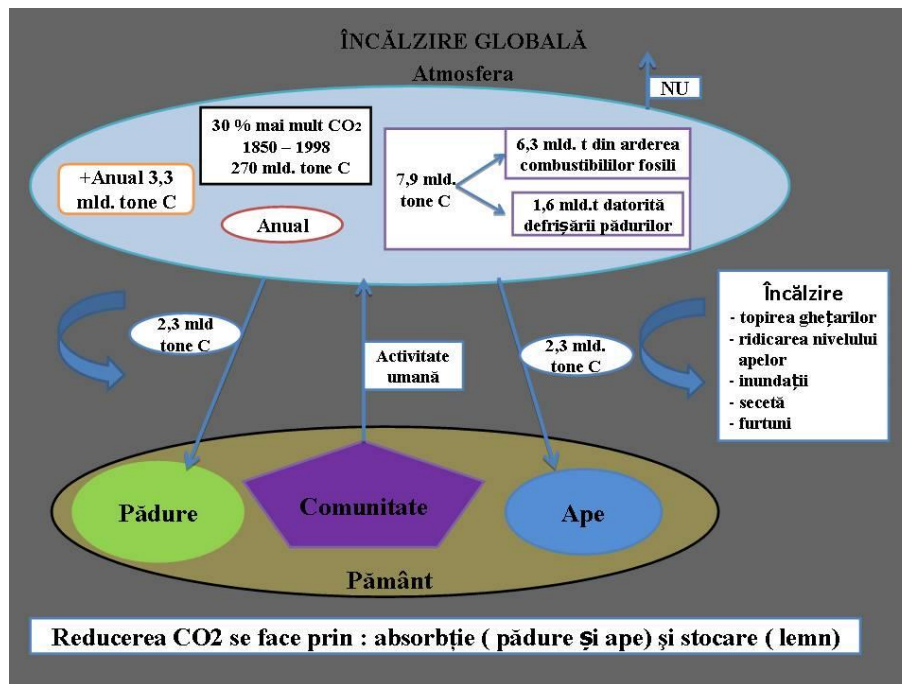 ÎNCĂLZIRE GLOBALĂ
Atmosfera
NU
30 % mai mult CO₂
1850 – 1998
270 mld. tone C
+Anual 3,3
mld. tone C
Anual
7,9 mld.
tone C
6,3 mld. t din arderea
combustibililor fosili
1,6 mld.t datorită
defrișării pădurilor
2,3 mld
tone C
Activitate
umană
2,3 mld.
tone C
Încălzire
- topirea ghețarilor
- ridicarea nivelului
apelor
- inundații
- secetă
- furtuni
Pădure
Comunitate
Ape
Pământ
Reducerea CO2 se face prin : absorbție ( pădure și ape) şi stocare ( lemn)